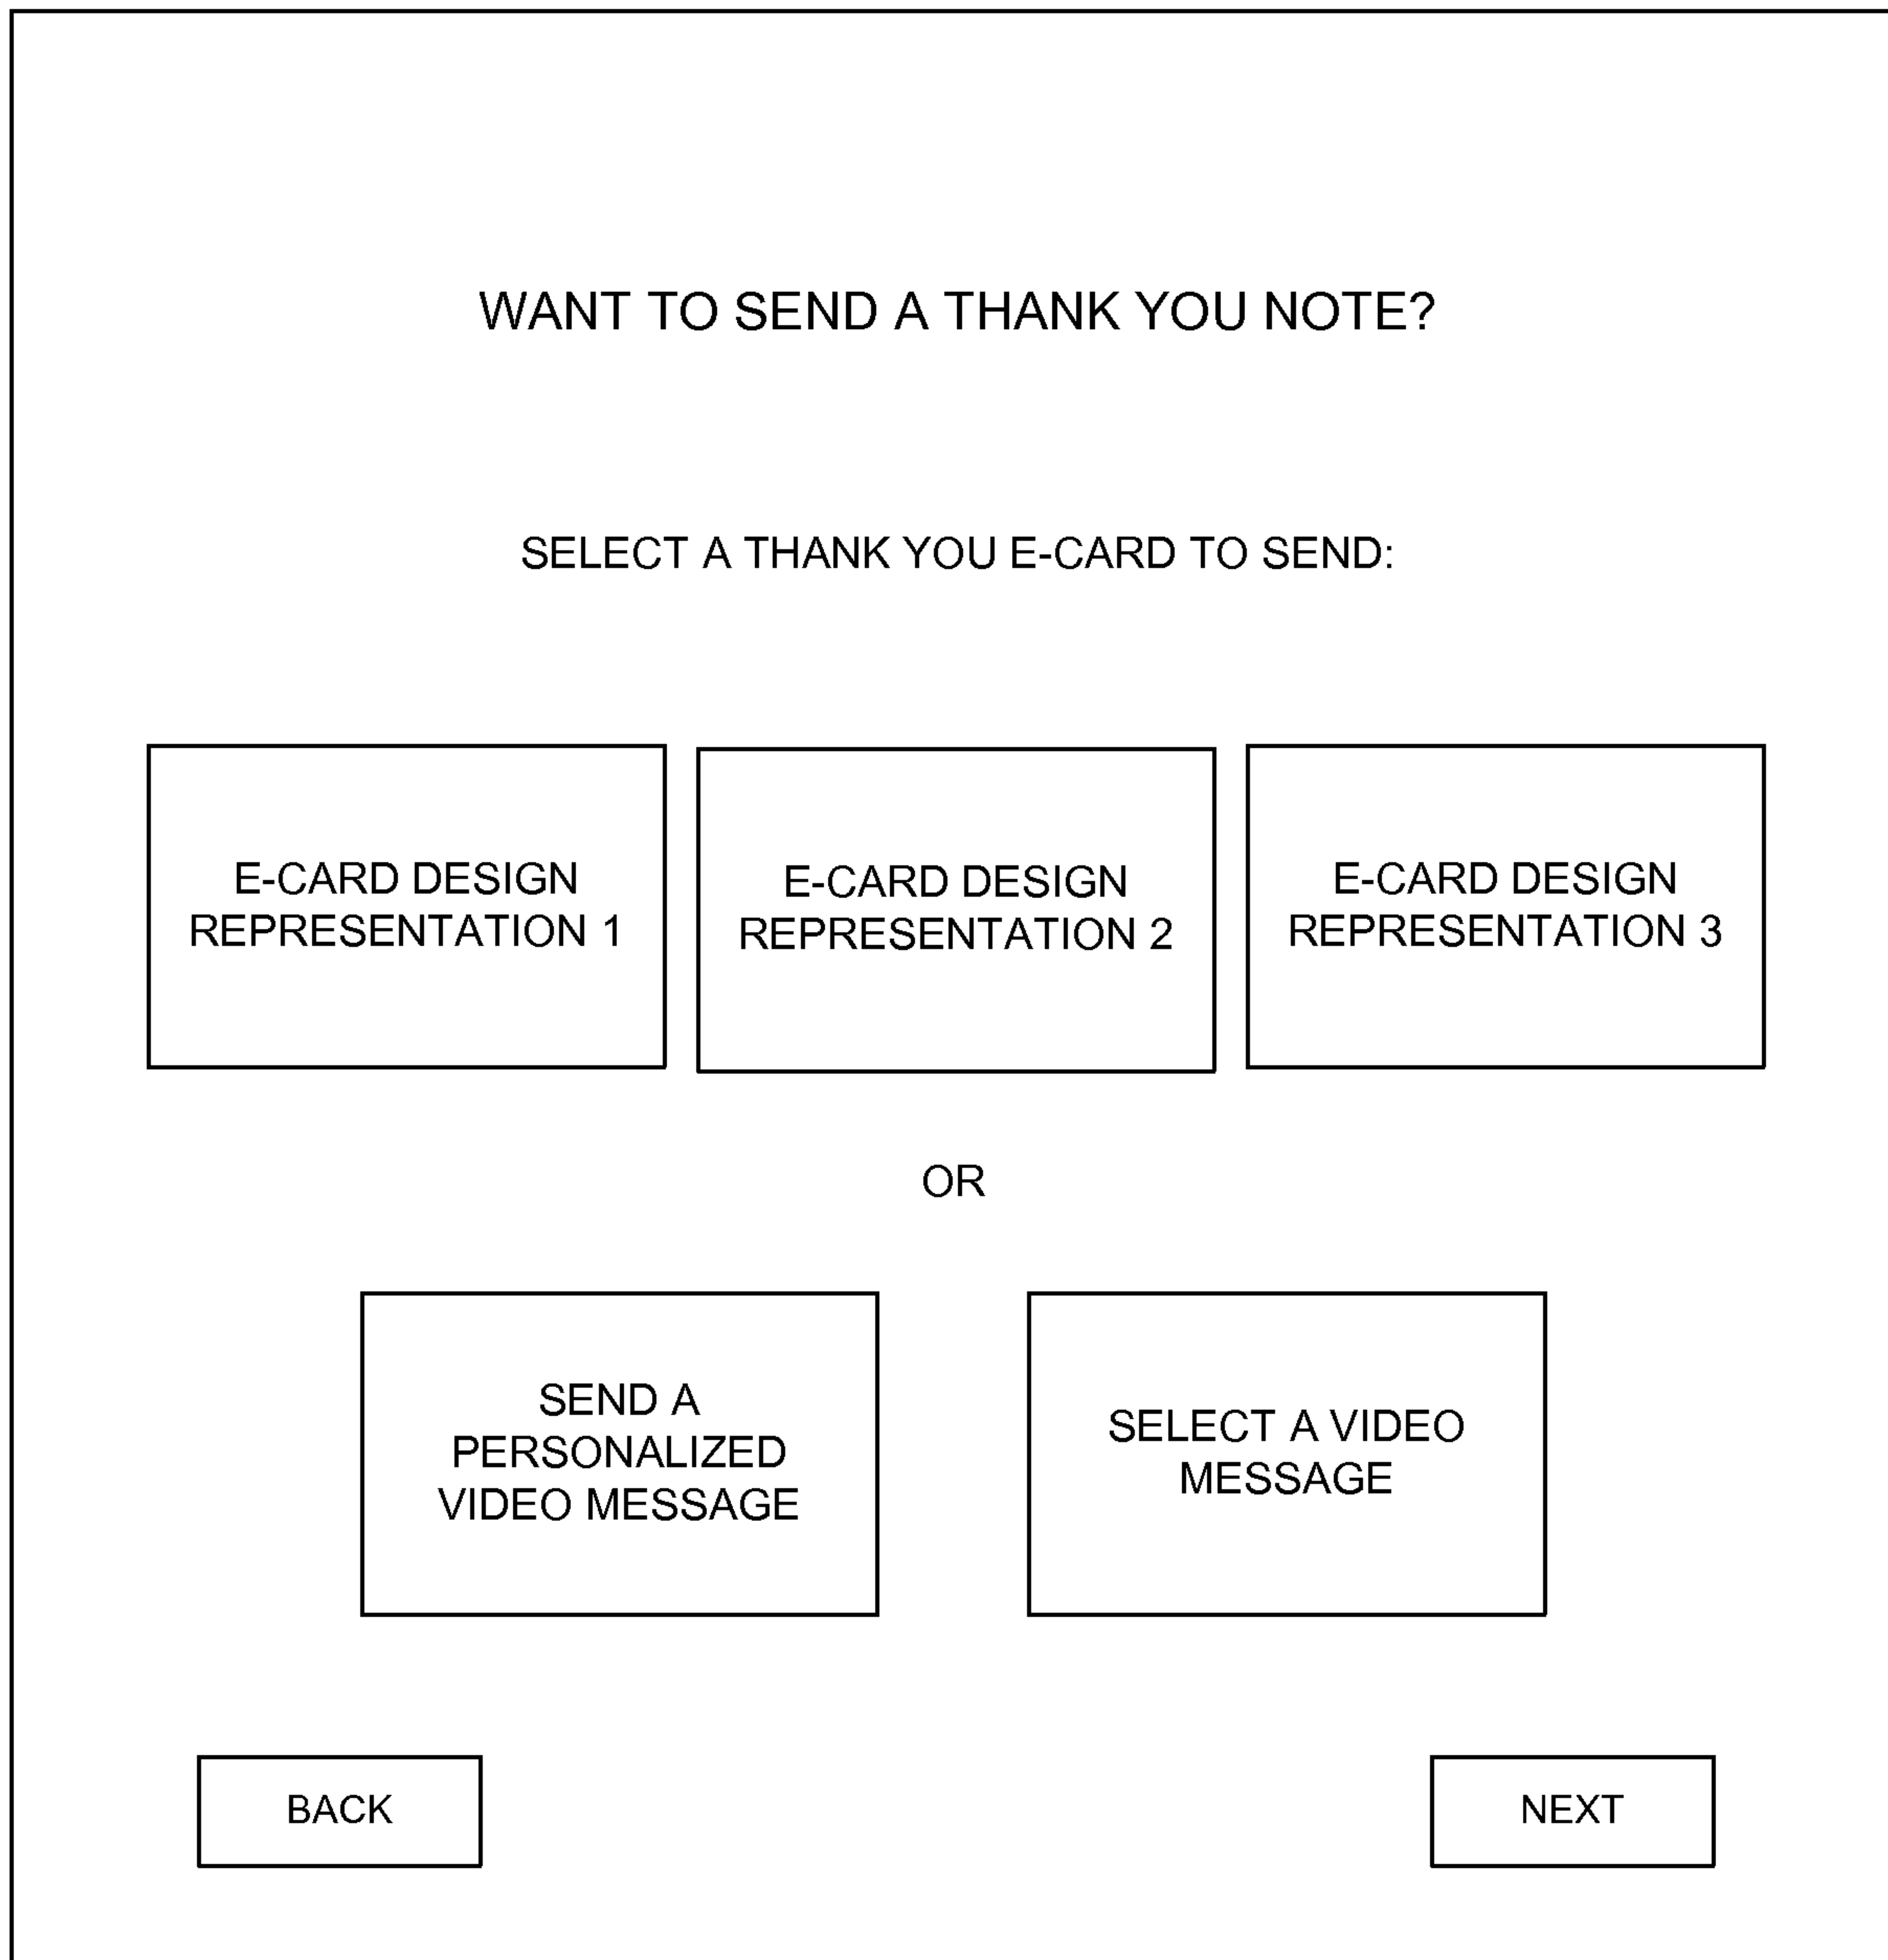 WANT TO SEND A THANK YOU NOTE?
SELECT A THANK YOU E-CARD TO SEND:
E-CARD DESIGN
REPRESENTATION 1
E-CARD DESIGN
REPRESENTATION 2
E-CARD DESIGN
REPRESENTATION 3
OR
SEND A
PERSONALIZED
VIDEO MESSAGE
SELECT A VIDEO
MESSAGE
BACK
NEXT